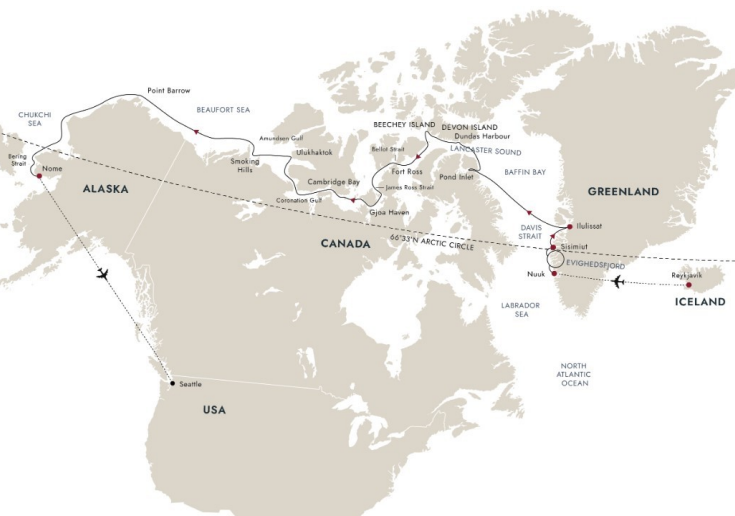 Point Barrow
BEAUFORT SEA
CHUKCHI
SEA
BEECHEY ISLAND
DEVON ISLAND
Dundas Harbour
Amundson Gulf
Bellot Strait
LANCASTER SOUND
Ulukhaktok
Bering
Strait
Nome
Smoking
Hills
Fort Ross
Pond Inlet
BAFFIN BAY
ALASKA
Cambridge Bay
James Ross Strait
GREENLAND
Coronation Gulf
Gjoa Haven
DAVIS
STRAIT
Ilulissat
CANADA
66°33'N ARCTIC CIRCLE
Sisimiut
EVIGHEDSFJORD
Nuuk
Reykjavík
ICELAND
LABRADOR
SEA
NORTH
ATLANTIC
OCEAN
Seattle
USA